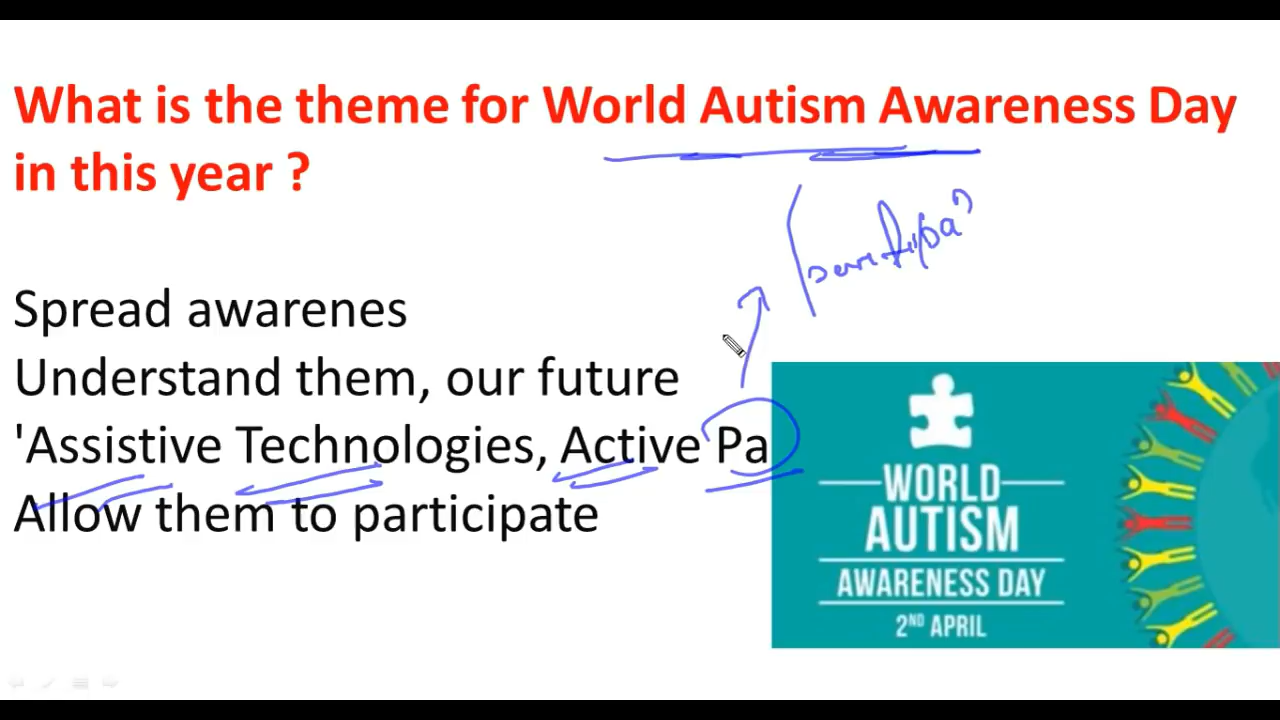 What is the theme for World Autism Awareness Day
in this year ?
Spread awarenes
Understand them, our future
'Assistive Technologies, Active Pa
Allow them to participate
WORLD
AUTISM
AWARENESS DAY
2ND APRIL